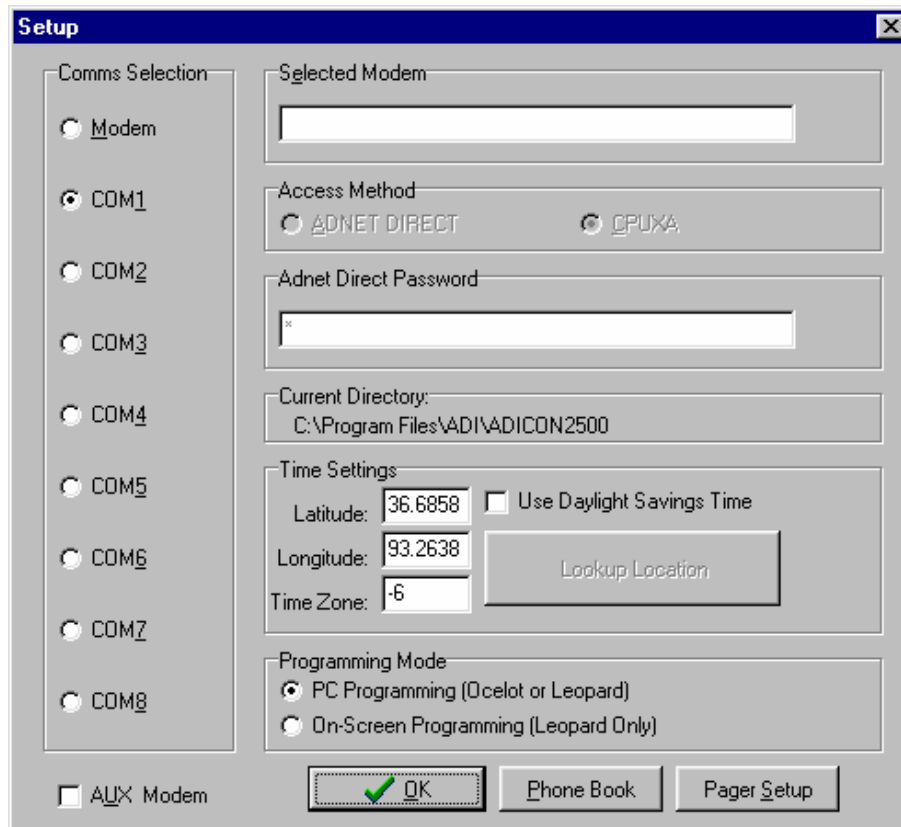 Setup
Comms Selection
Modem
COM1
COM2
COM3
COM4
COM5
COM6
COM7
COM8
AUX Modem
Selected Modem
Access Method
ADNET DIRECT
CPUXA
Adnet Direct Password
*
Current Directory:
C:\Program Files\ADI\ADICON2500
Time Settings
Latitude: 36.6858
Use Daylight Savings Time
Longitude: 93.2638
Lookup Location
Time Zone: -6
Programming Mode
PC Programming (Ocelot or Leopard)
On-Screen Programming (Leopard Only)
OK
Phone Book
Pager Setup